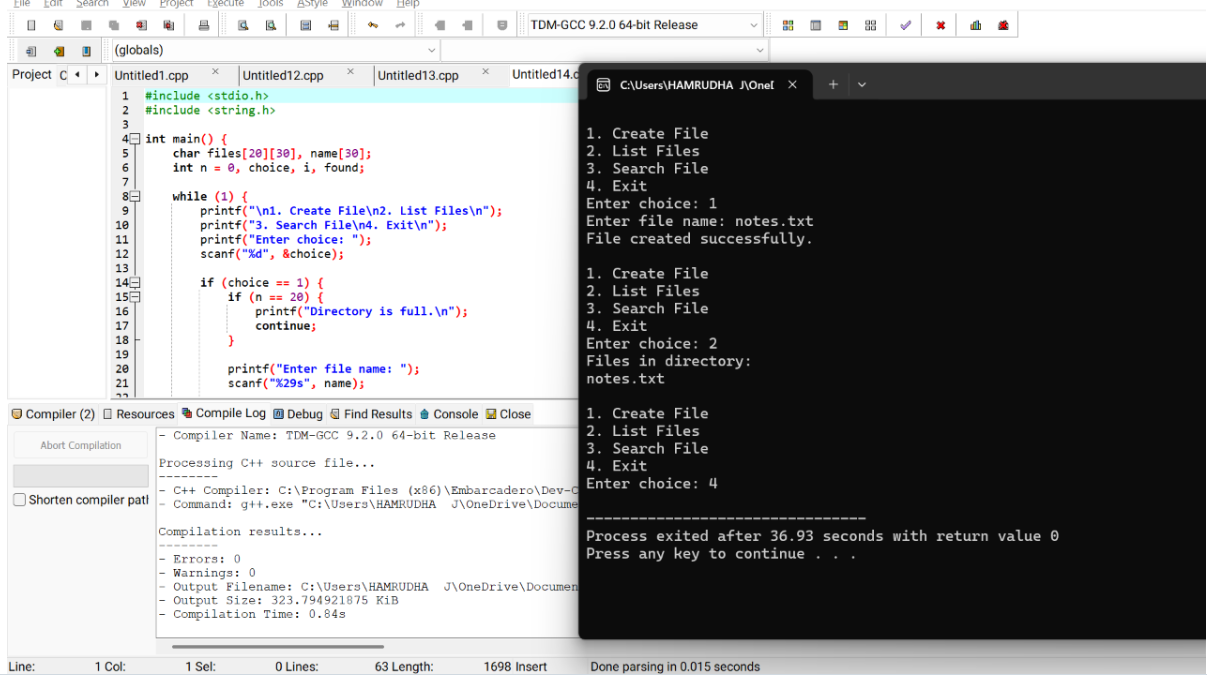 File Edit Search View Project Execute Tools AStyle Window Help
TDM-GCC 9.2.0 64-bit Release
(globals)
Project C
Untitled1.cpp Untitled12.cpp Untitled13.cpp Untitled14.c
1 #include <stdio.h>
2 #include <string.h>
3
4 int main() {
5 char files[20][30], name[30];
6 int n = 0, choice, i, found;
7
8 while (1) {
9 printf("\n1. Create File\n2. List Files\n");
10 printf("3. Search File\n4. Exit\n");
11 printf("Enter choice: ");
12 scanf("%d", &choice);
13
14 if (choice == 1) {
15 if (n == 20) {
16 printf("Directory is full.\n");
17 continue;
18 }
19
20 printf("Enter file name: ");
21 scanf("%29s", name);
22
Compiler (2) Resources Compile Log Debug Find Results Console Close
Abort Compilation
Shorten compiler path
- Compiler Name: TDM-GCC 9.2.0 64-bit Release
Processing C++ source file...
--------
- C++ Compiler: C:\Program Files (x86)\Embarcadero\Dev-C
- Command: g++.exe "C:\Users\HAMRUDHA J\OneDrive\Docume
Compilation results...
--------
- Errors: 0
- Warnings: 0
- Output Filename: C:\Users\HAMRUDHA J\OneDrive\Documen
- Output Size: 323.794921875 KiB
- Compilation Time: 0.84s
Line: 1 Col: 1 Sel: 0 Lines: 63 Length: 1698 Insert Done parsing in 0.015 seconds
C:\Users\HAMRUDHA J\OneD
1. Create File
2. List Files
3. Search File
4. Exit
Enter choice: 1
Enter file name: notes.txt
File created successfully.
1. Create File
2. List Files
3. Search File
4. Exit
Enter choice: 2
Files in directory:
notes.txt
1. Create File
2. List Files
3. Search File
4. Exit
Enter choice: 4
--------------------------------
Process exited after 36.93 seconds with return value 0
Press any key to continue . . .